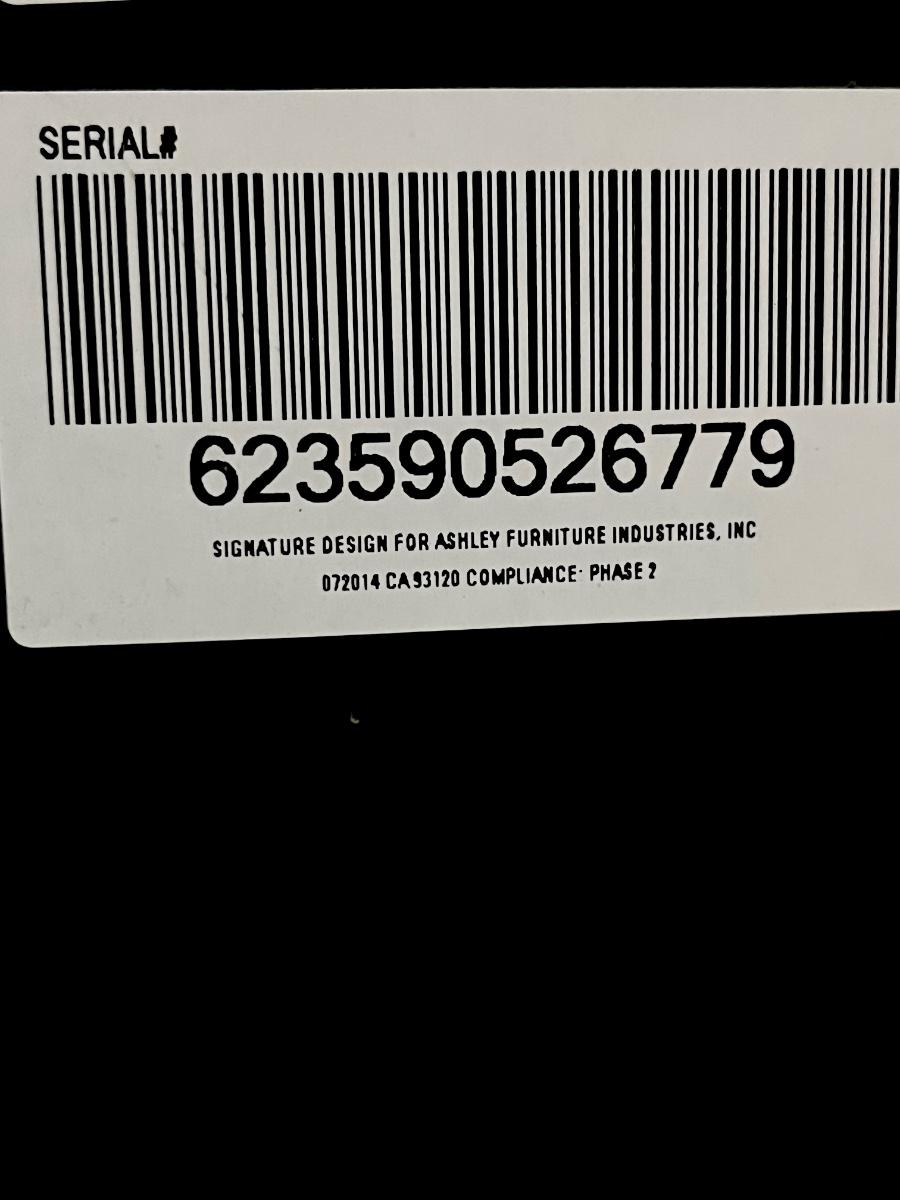 SERIAL#
623590526779
SIGNATURE DESIGN FOR ASHLEY FURNITURE INDUSTRIES, INC
072014 CA93120 COMPLIANCE· PHASE 2